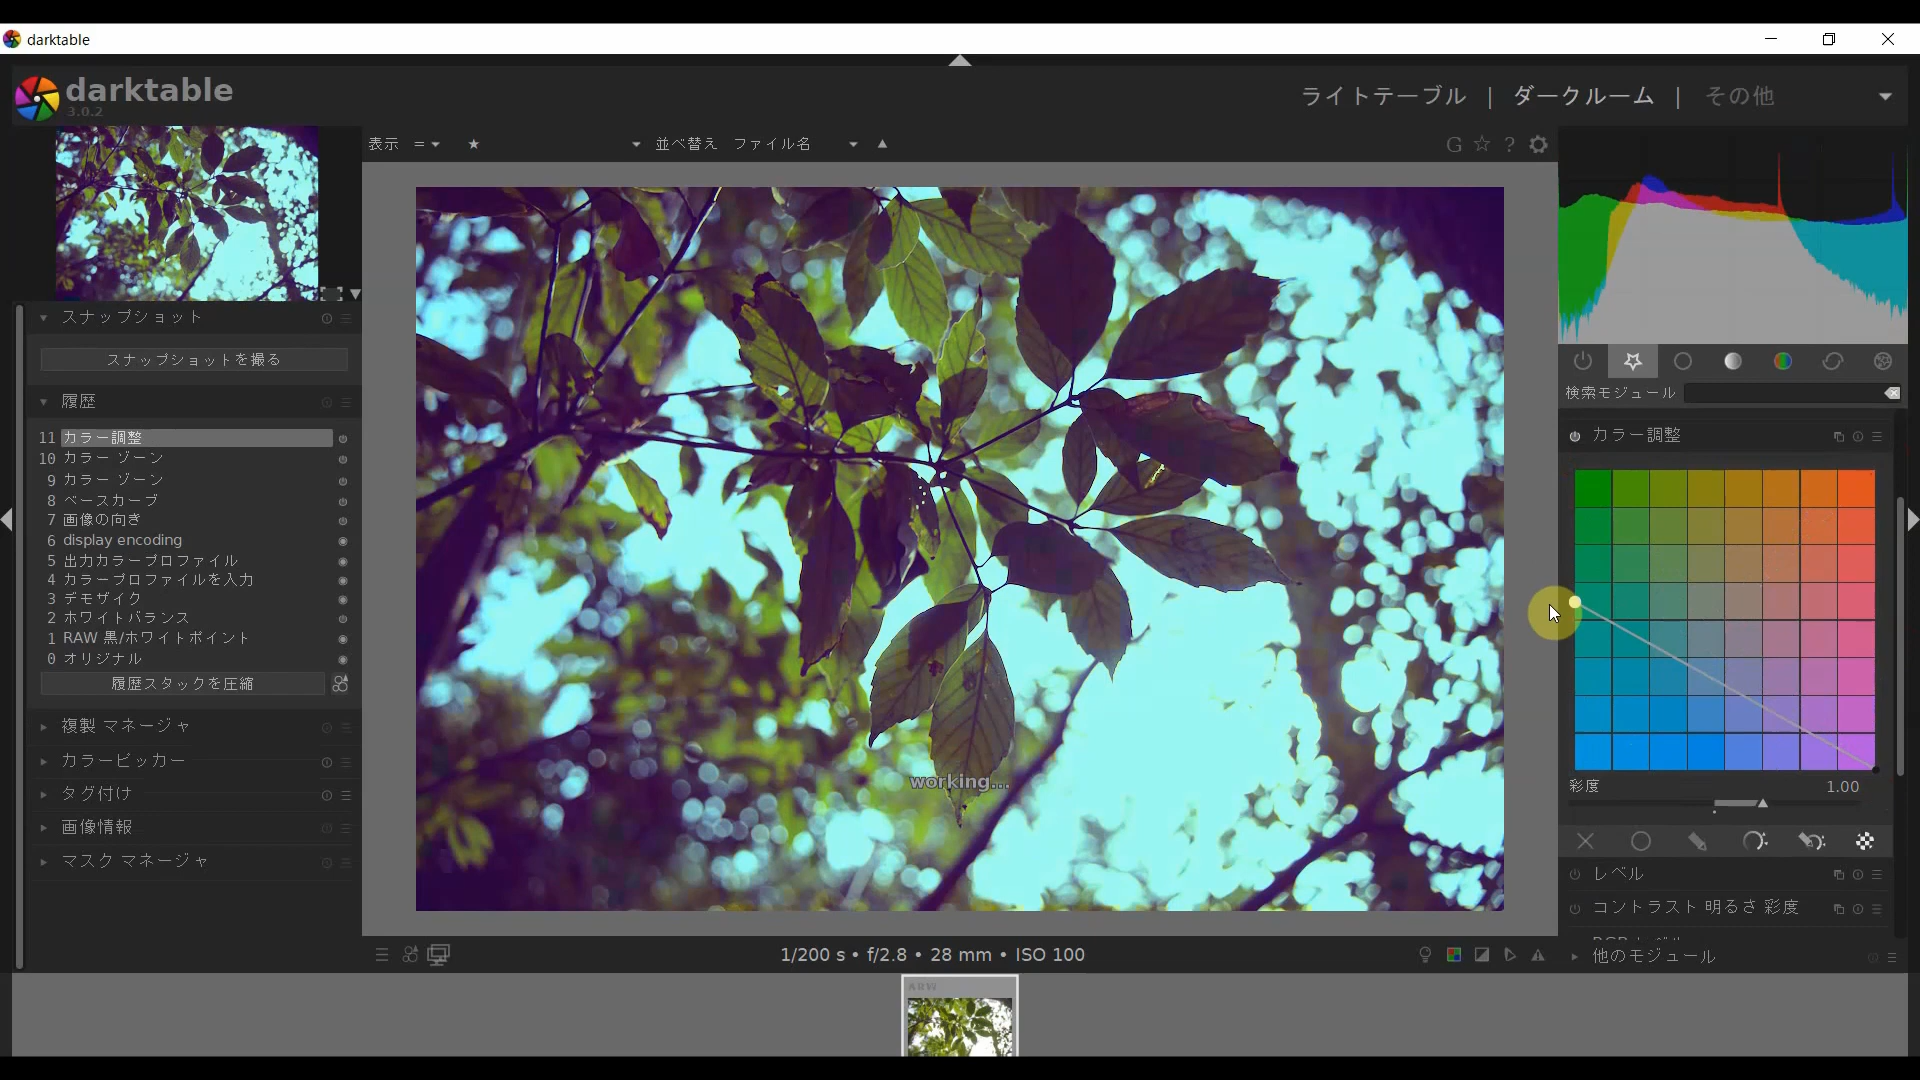 darktable
darktable
3.0.2
ライトテーブル | ダークルーム | その他
表示 = ★ 並べ替え ファイル名
G ☆ ?
スナップショット
スナップショットを撮る
履歴
11 カラー調整
10 カラー ゾーン
9 カラー ゾーン
8 ベースカーブ
7 画像の向き
6 display encoding
5 出力カラープロファイル
4 カラープロファイルを入力
3 デモザイク
2 ホワイトバランス
1 RAW 黒/ホワイトポイント
0 オリジナル
履歴スタックを圧縮
複製 マネージャ
カラーピッカー
タグ付け
画像情報
マスク マネージャ
working...
1/200 s • f/2.8 • 28 mm • ISO 100
ARW
検索モジュール
カラー調整
彩度 1.00
レベル
コントラスト 明るさ 彩度
他のモジュール